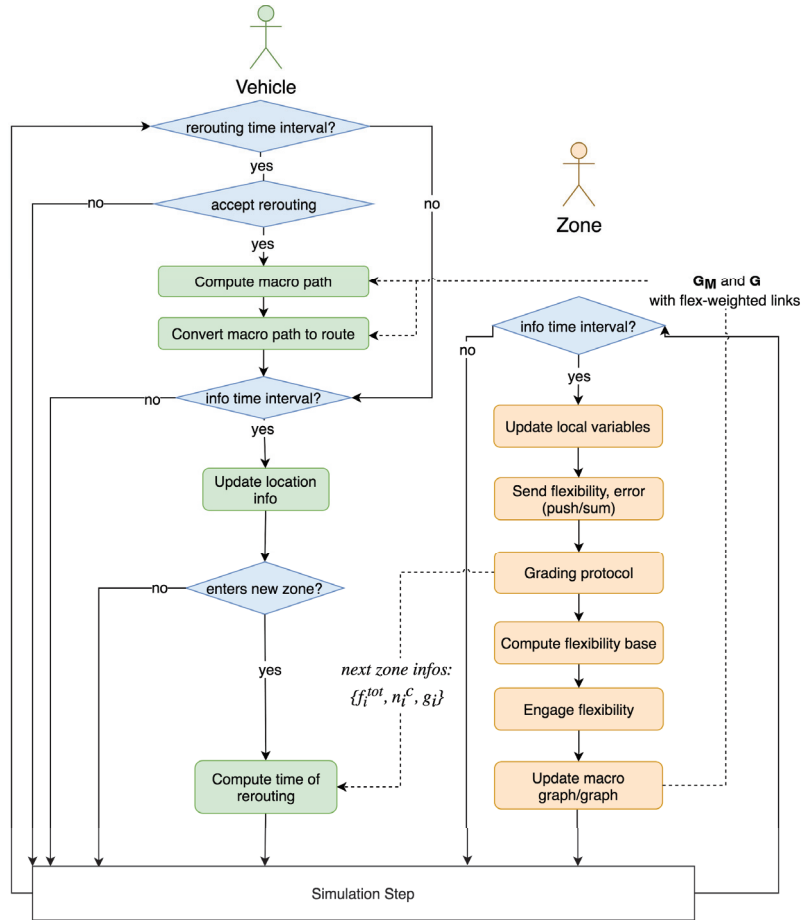 Vehicle
rerouting time interval?
yes
no
accept rerouting
no
yes
Compute macro path
Convert macro path to route
info time interval?
no
yes
Update location
info
enters new zone?
no
yes
Compute time of
rerouting
next zone infos:
{f_i^tot, n_i^c, g_i}
Zone
G_M and G
with flex-weighted links
info time interval?
no
yes
Update local variables
Send flexibility, error
(push/sum)
Grading protocol
Compute flexibility base
Engage flexibility
Update macro
graph/graph
Simulation Step